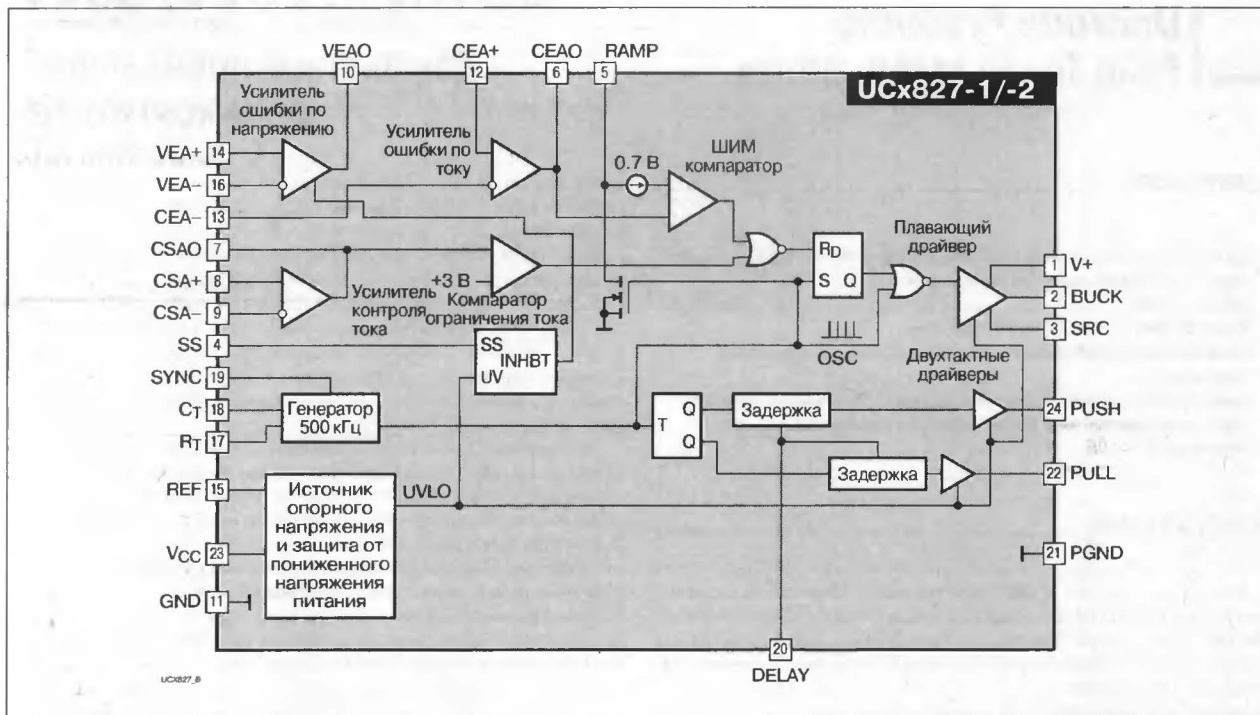 VEAO
CEA+
CEAO
RAMP
10
12
6
5
UCx827-1/-2
Усилитель
ошибки по
напряжению
Усилитель
ошибки по
току
0.7 В
ШИМ
компаратор
VEA+ 14
VEA– 16
CEA– 13
CSAO 7
CSA+ 8
CSA– 9
SS 4
SYNC 19
CT 18
RT 17
REF 15
VCC 23
GND 11
+3 В
Усилитель
контроля
тока
Компаратор
ограничения тока
SS
INHBT
UV
Генератор
500 кГц
Источник
опорного
напряжения
и защита от
пониженного
напряжения
питания
UVLO
RD
S Q
OSC
Плавающий
драйвер
Двухтактные
драйверы
T
Q
Q
Задержка
Задержка
1 V+
2 BUCK
3 SRC
24 PUSH
22 PULL
21 PGND
20
DELAY
UCX827_B